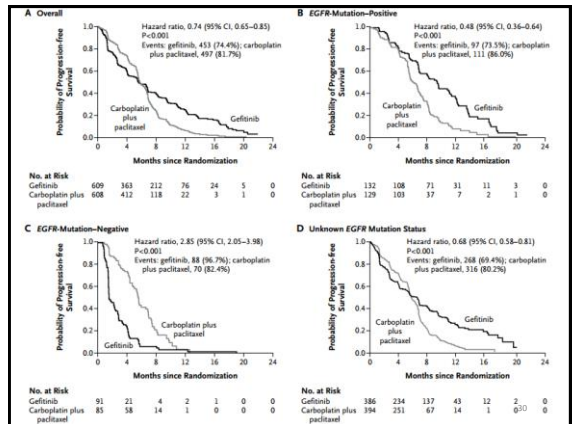 A Overall
Probability of Progression-free
Survival
1.0
0.8
0.6
0.4
0.2
0.0
Hazard ratio, 0.74 (95% CI, 0.65–0.85)
P<0.001
Events: gefitinib, 453 (74.4%); carboplatin
plus paclitaxel, 497 (81.7%)
Carboplatin
plus
paclitaxel
Gefitinib
0 4 8 12 16 20 24
Months since Randomization
No. at Risk
Gefitinib 609 363 212 76 24 5 0
Carboplatin plus 608 412 118 22 3 1 0
paclitaxel
B EGFR-Mutation–Positive
Probability of Progression-free
Survival
1.0
0.8
0.6
0.4
0.2
0.0
Hazard ratio, 0.48 (95% CI, 0.36–0.64)
P<0.001
Events: gefitinib, 97 (73.5%); carboplatin
plus paclitaxel, 111 (86.0%)
Carboplatin
plus
paclitaxel
Gefitinib
0 4 8 12 16 20 24
Months since Randomization
No. at Risk
Gefitinib 132 108 71 31 11 3 0
Carboplatin plus 129 103 37 7 2 1 0
paclitaxel
C EGFR-Mutation–Negative
Probability of Progression-free
Survival
1.0
0.8
0.6
0.4
0.2
0.0
Hazard ratio, 2.85 (95% CI, 2.05–3.98)
P<0.001
Events: gefitinib, 88 (96.7%); carboplatin
plus paclitaxel, 70 (82.4%)
Carboplatin plus
paclitaxel
Gefitinib
0 4 8 12 16 20 24
Months since Randomization
No. at Risk
Gefitinib 91 21 4 2 1 0 0
Carboplatin plus 85 58 14 1 0 0 0
paclitaxel
D Unknown EGFR Mutation Status
Probability of Progression-free
Survival
1.0
0.8
0.6
0.4
0.2
0.0
Hazard ratio, 0.68 (95% CI, 0.58–0.81)
P<0.001
Events: gefitinib, 268 (69.4%); carboplatin
plus paclitaxel, 316 (80.2%)
Carboplatin
plus
paclitaxel
Gefitinib
0 4 8 12 16 20 24
Months since Randomization
No. at Risk
Gefitinib 386 234 137 43 12 2 0
Carboplatin plus 394 251 67 14 1 0 0
paclitaxel
30